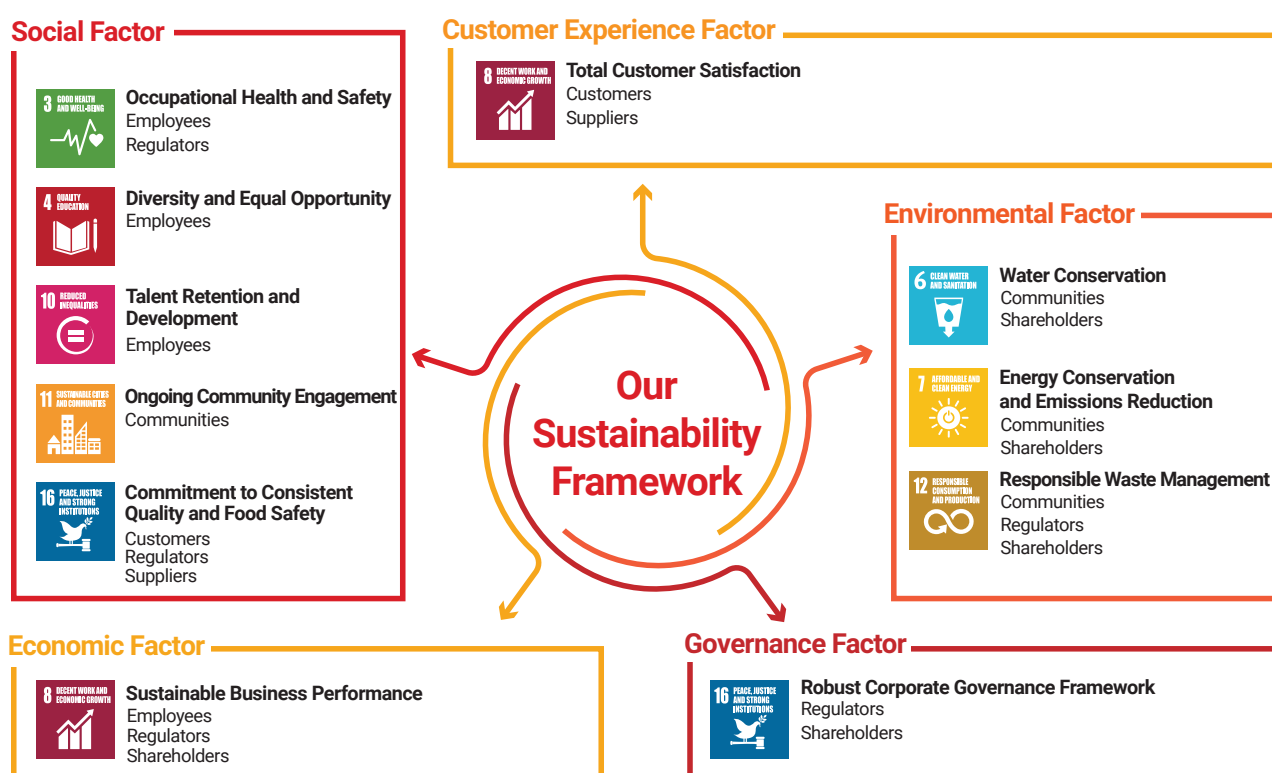 Social Factor
3 GOOD HEALTH
AND WELL-BEING
Occupational Health and Safety
Employees
Regulators
4 QUALITY
EDUCATION
Diversity and Equal Opportunity
Employees
10 REDUCED
INEQUALITIES
Talent Retention and
Development
Employees
11 SUSTAINABLE CITIES
AND COMMUNITIES
Ongoing Community Engagement
Communities
16 PEACE, JUSTICE
AND STRONG
INSTITUTIONS
Commitment to Consistent
Quality and Food Safety
Customers
Regulators
Suppliers
Customer Experience Factor
8 DECENT WORK AND
ECONOMIC GROWTH
Total Customer Satisfaction
Customers
Suppliers
Our
Sustainability
Framework
Environmental Factor
6 CLEAN WATER
AND SANITATION
Water Conservation
Communities
Shareholders
7 AFFORDABLE AND
CLEAN ENERGY
Energy Conservation
and Emissions Reduction
Communities
Shareholders
12 RESPONSIBLE
CONSUMPTION
AND PRODUCTION
Responsible Waste Management
Communities
Regulators
Shareholders
Economic Factor
8 DECENT WORK AND
ECONOMIC GROWTH
Sustainable Business Performance
Employees
Regulators
Shareholders
Governance Factor
16 PEACE, JUSTICE
AND STRONG
INSTITUTIONS
Robust Corporate Governance Framework
Regulators
Shareholders